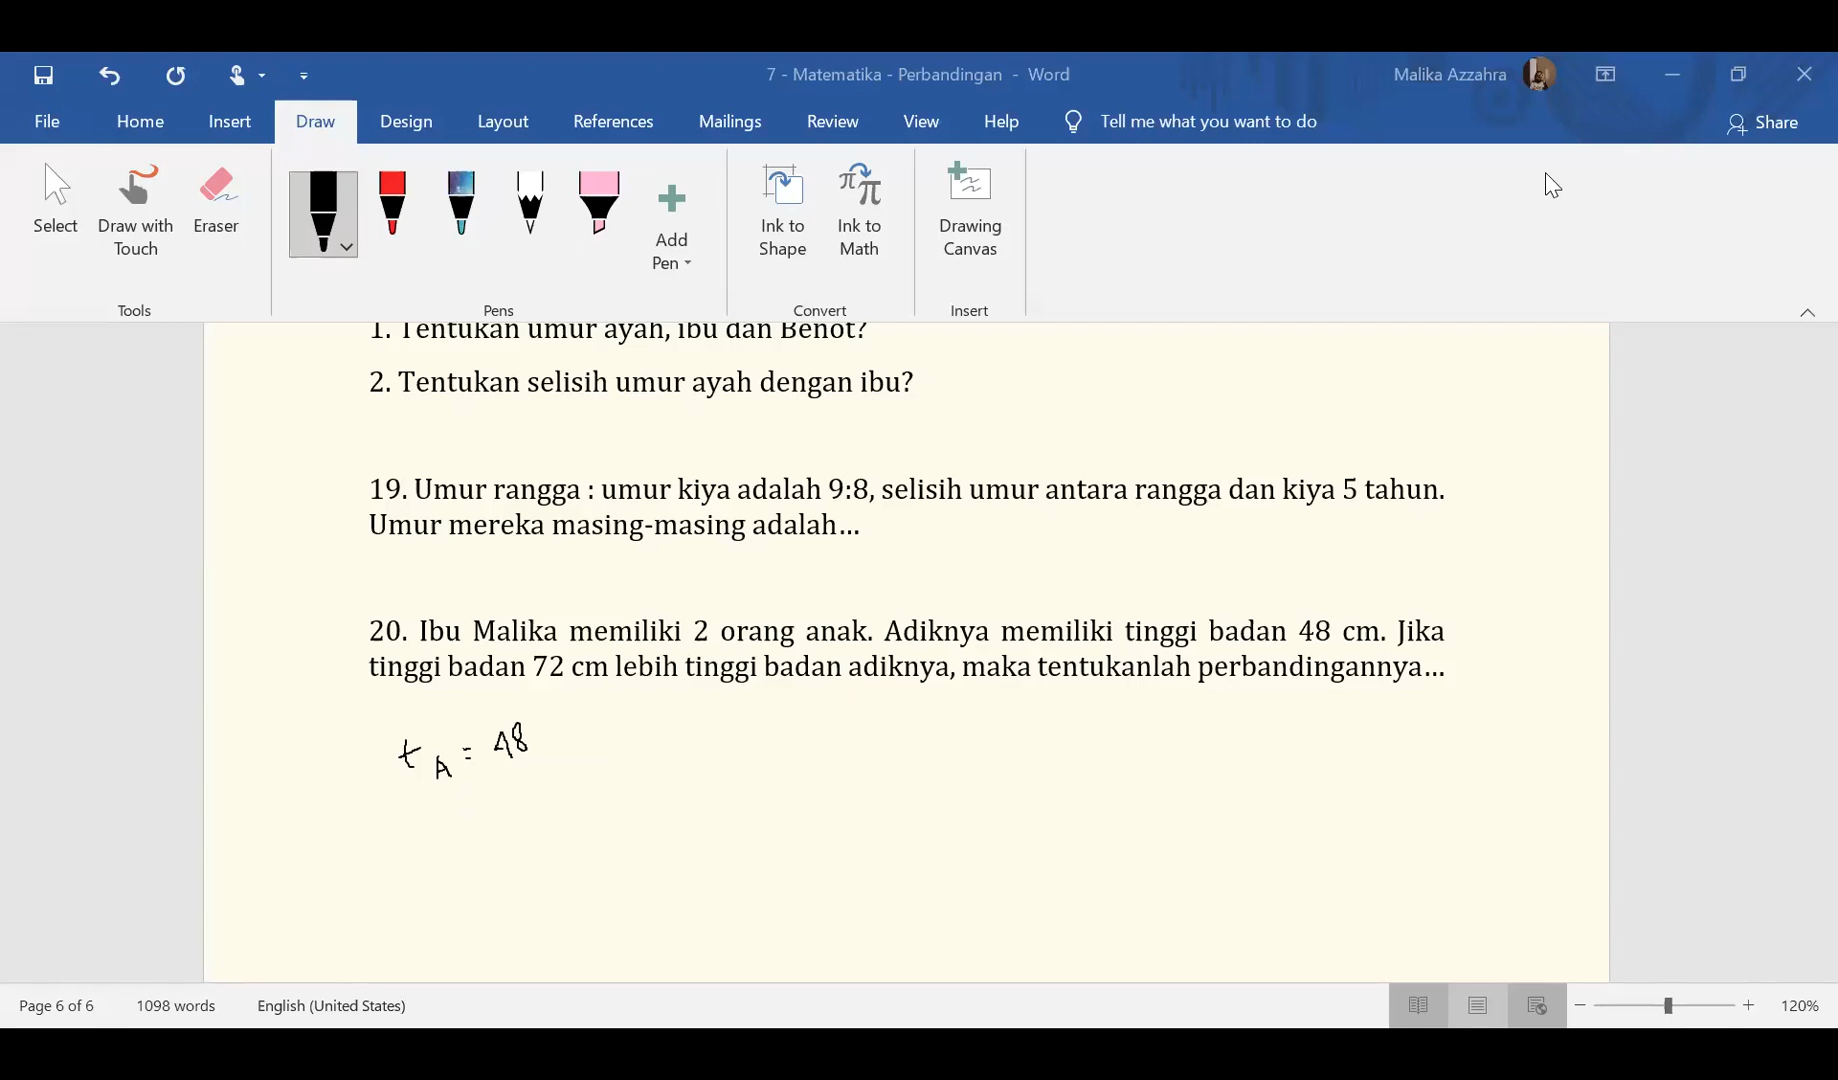 7 - Matematika - Perbandingan - Word
Malika Azzahra
File Home Insert Draw Design Layout References Mailings Review View Help Tell me what you want to do Share
Select
Draw with Touch
Eraser
Add Pen
Ink to Shape
Ink to Math
Drawing Canvas
Tools Pens Convert Insert
1. Tentukan umur ayah, ibu dan Benot?
2. Tentukan selisih umur ayah dengan ibu?
19. Umur rangga : umur kiya adalah 9:8, selisih umur antara rangga dan kiya 5 tahun.
Umur mereka masing-masing adalah...
20. Ibu Malika memiliki 2 orang anak. Adiknya memiliki tinggi badan 48 cm. Jika
tinggi badan 72 cm lebih tinggi badan adiknya, maka tentukanlah perbandingannya...
t A = 48
Page 6 of 6 1098 words English (United States) 120%